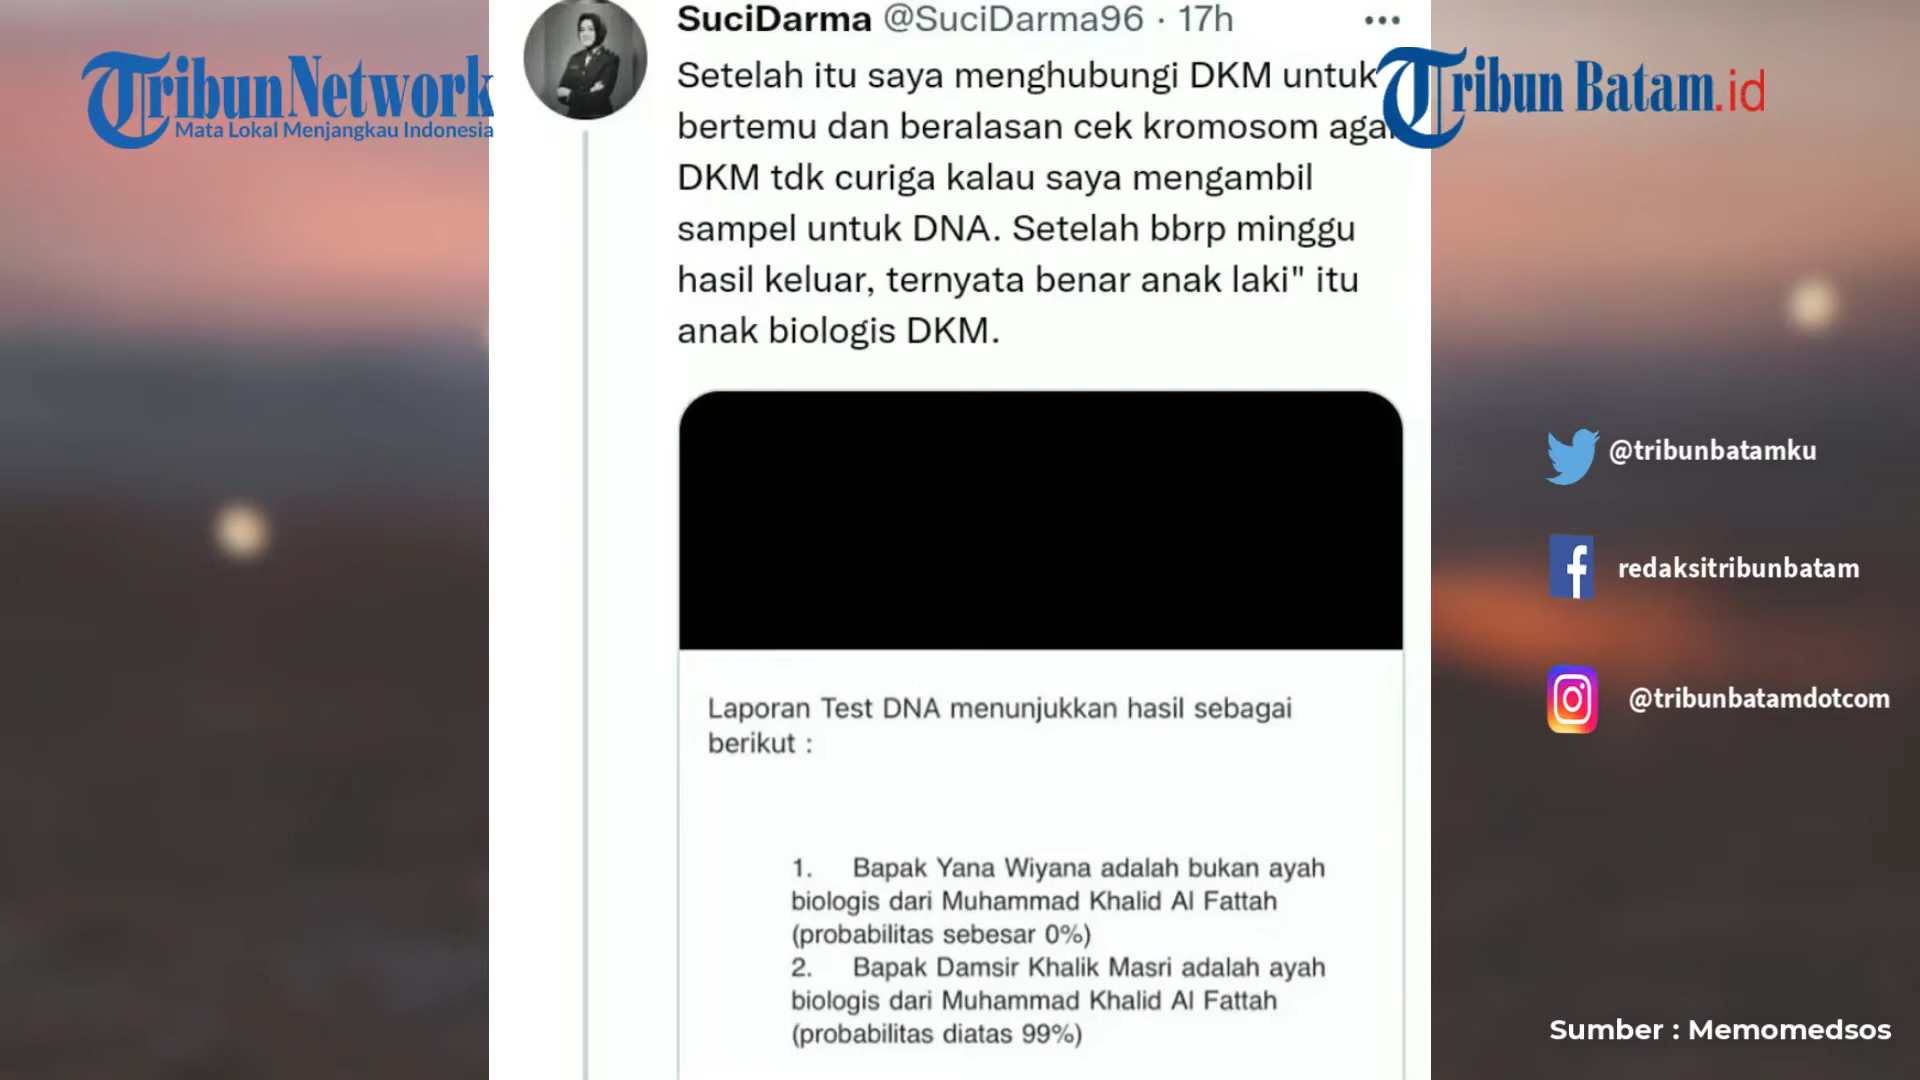 TribunNetwork
Mata Lokal Menjangkau Indonesia
SuciDarma @SuciDarma96 · 17h
Setelah itu saya menghubungi DKM untuk
bertemu dan beralasan cek kromosom agar
DKM tdk curiga kalau saya mengambil
sampel untuk DNA. Setelah bbrp minggu
hasil keluar, ternyata benar anak laki" itu
anak biologis DKM.
Laporan Test DNA menunjukkan hasil sebagai
berikut :
1. Bapak Yana Wiyana adalah bukan ayah
biologis dari Muhammad Khalid Al Fattah
(probabilitas sebesar 0%)
2. Bapak Damsir Khalik Masri adalah ayah
biologis dari Muhammad Khalid Al Fattah
(probabilitas diatas 99%)
Tribun Batam.id
@tribunbatamku
redaksitribunbatam
@tribunbatamdotcom
Sumber : Memomedsos